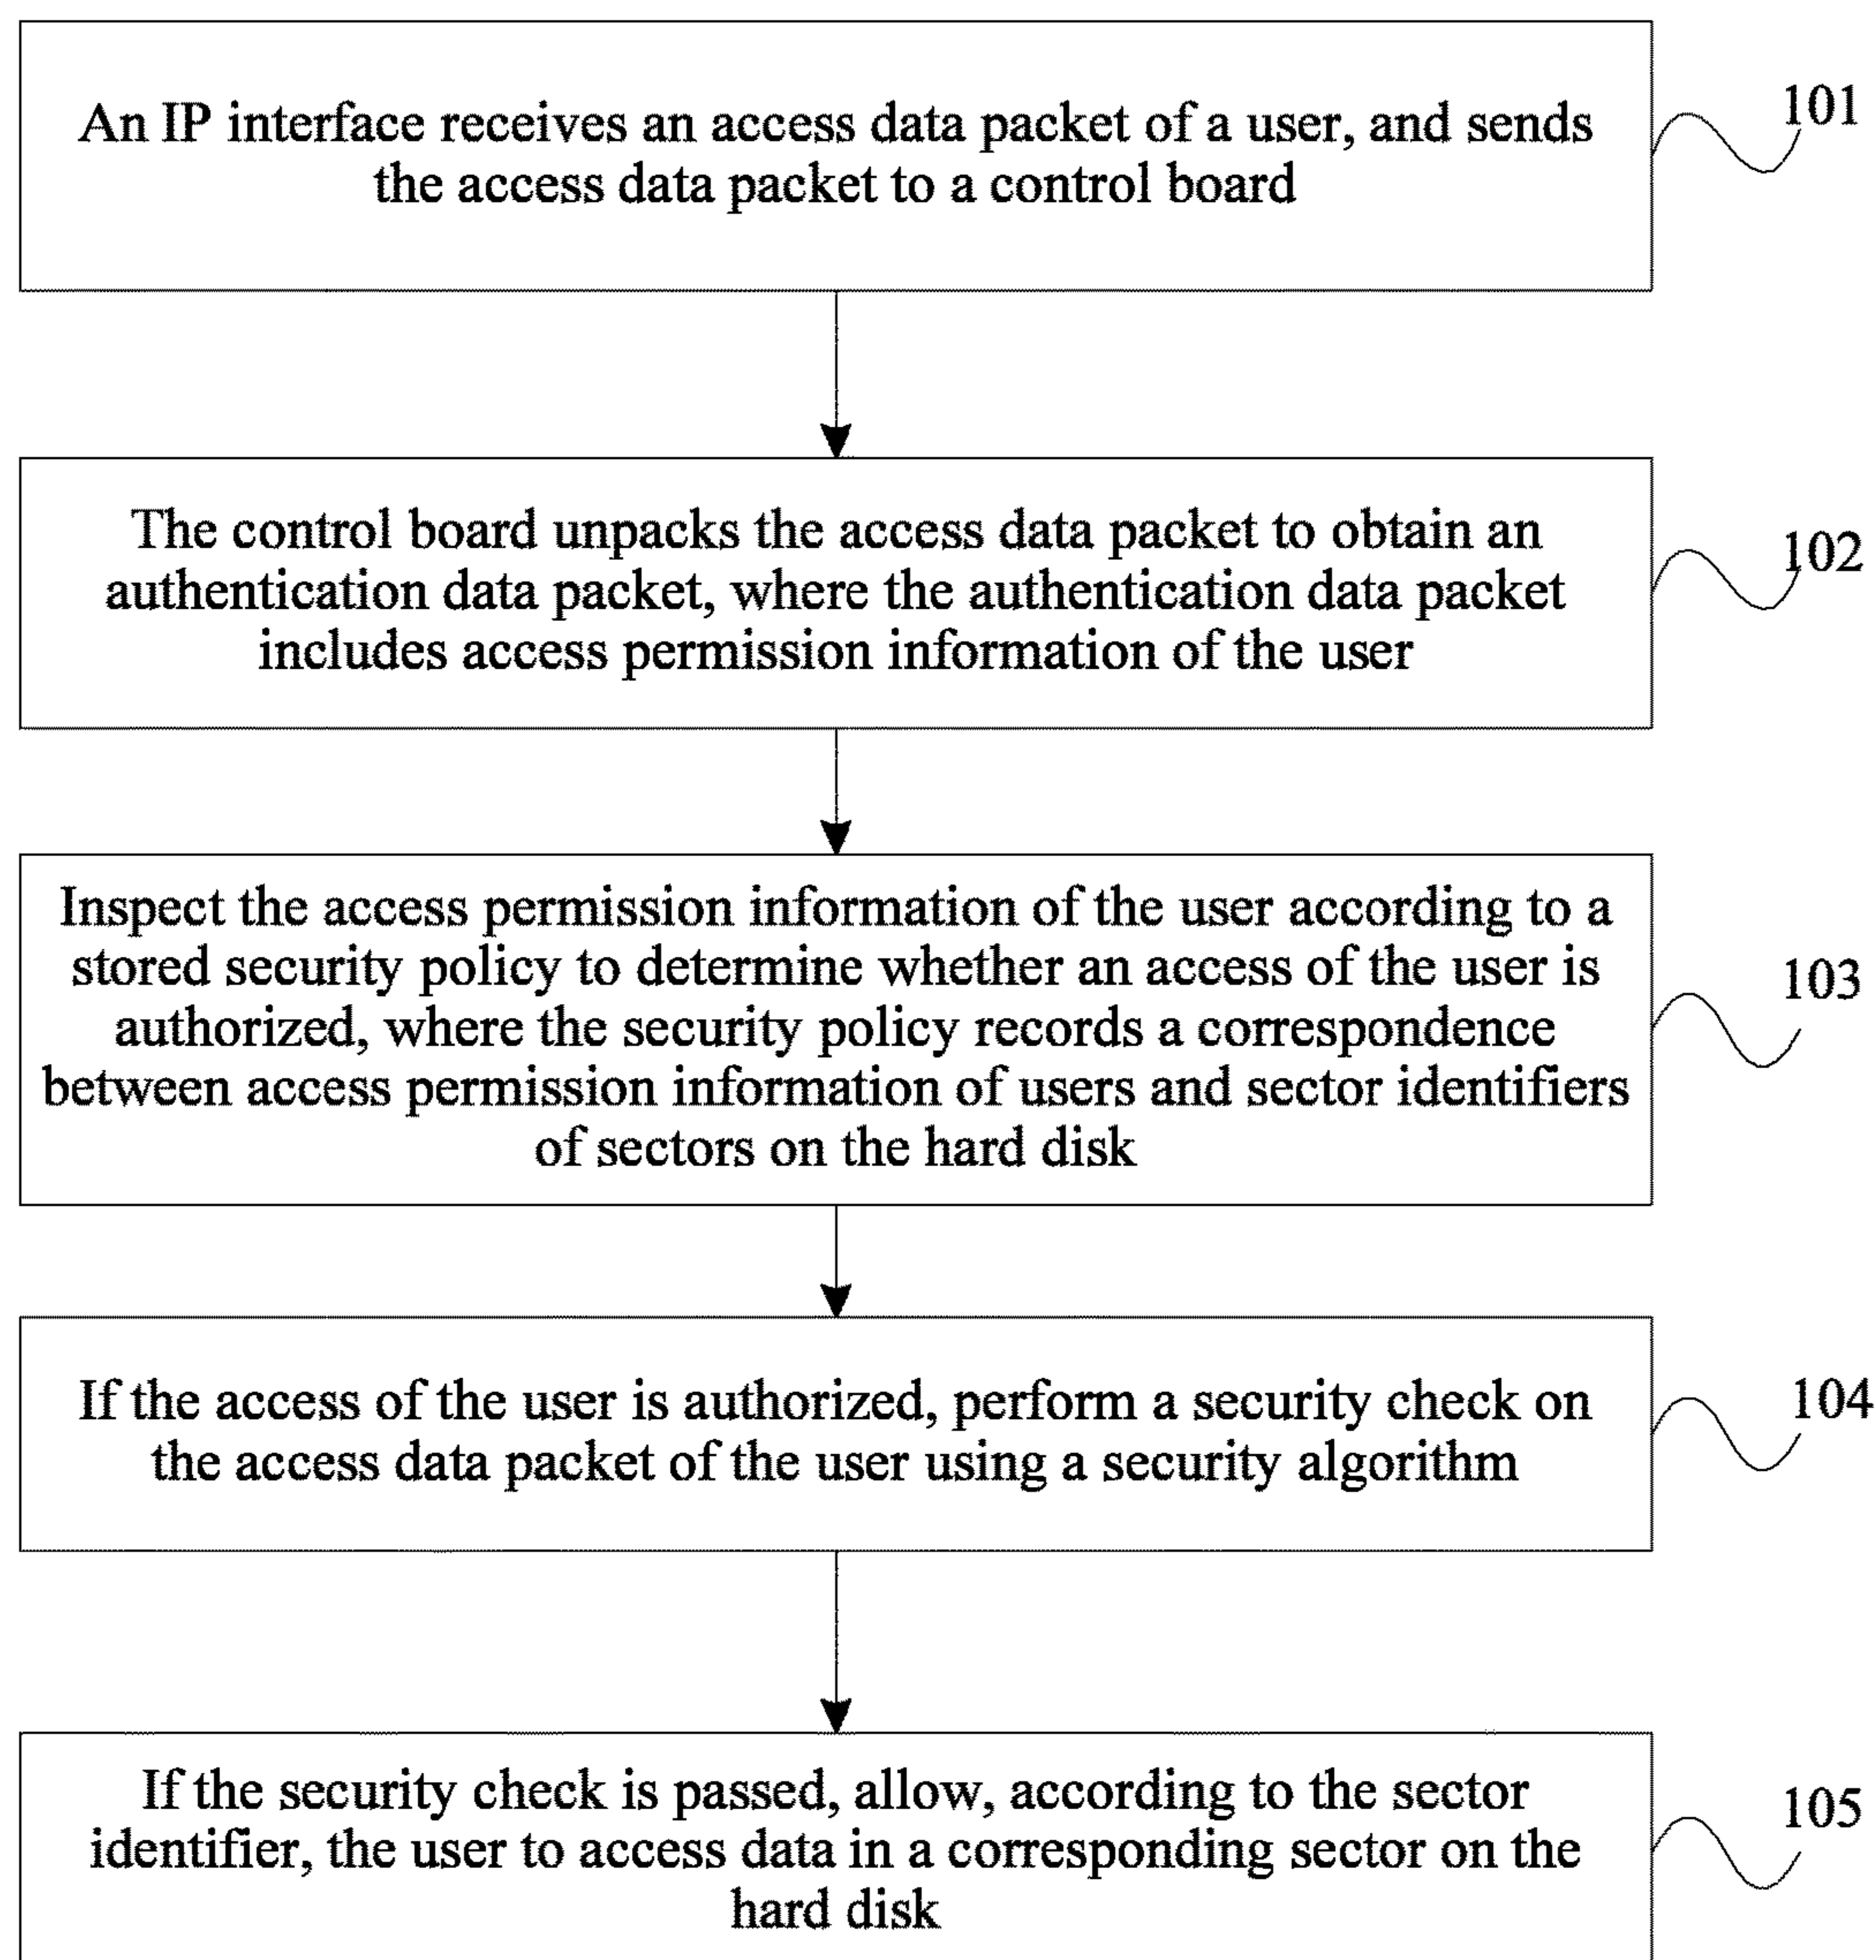 An IP interface receives an access data packet of a user, and sends
the access data packet to a control board
101
The control board unpacks the access data packet to obtain an
authentication data packet, where the authentication data packet
includes access permission information of the user
102
Inspect the access permission information of the user according to a
stored security policy to determine whether an access of the user is
authorized, where the security policy records a correspondence
between access permission information of users and sector identifiers
of sectors on the hard disk
103
If the access of the user is authorized, perform a security check on
the access data packet of the user using a security algorithm
104
If the security check is passed, allow, according to the sector
identifier, the user to access data in a corresponding sector on the
hard disk
105